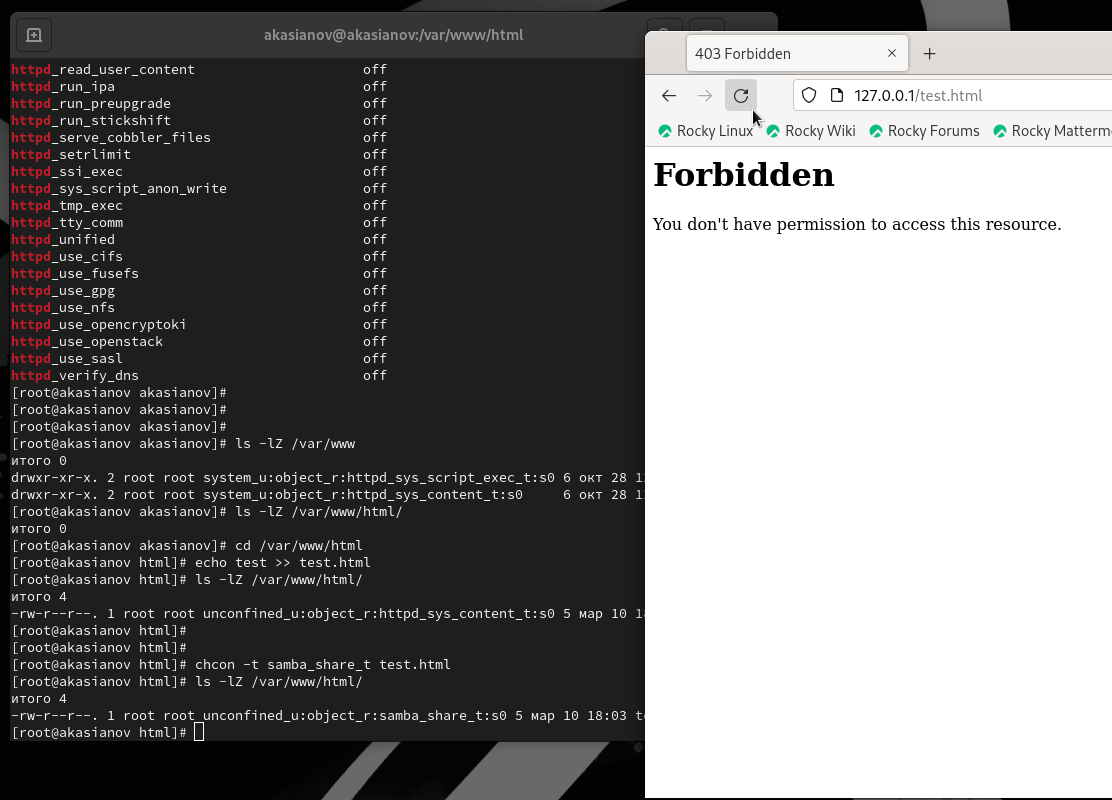 akasianov@akasianov:/var/www/html
httpd_read_user_content off
httpd_run_ipa off
httpd_run_preupgrade off
httpd_run_stickshift off
httpd_serve_cobbler_files off
httpd_setrlimit off
httpd_ssi_exec off
httpd_sys_script_anon_write off
httpd_tmp_exec off
httpd_tty_comm off
httpd_unified off
httpd_use_cifs off
httpd_use_fusefs off
httpd_use_gpg off
httpd_use_nfs off
httpd_use_opencryptoki off
httpd_use_openstack off
httpd_use_sasl off
httpd_verify_dns off
[root@akasianov akasianov]#
[root@akasianov akasianov]#
[root@akasianov akasianov]#
[root@akasianov akasianov]# ls -lZ /var/www
итого 0
drwxr-xr-x. 2 root root system_u:object_r:httpd_sys_script_exec_t:s0 6 окт 28
drwxr-xr-x. 2 root root system_u:object_r:httpd_sys_content_t:s0 6 окт 28
[root@akasianov akasianov]# ls -lZ /var/www/html/
итого 0
[root@akasianov akasianov]# cd /var/www/html
[root@akasianov html]# echo test >> test.html
[root@akasianov html]# ls -lZ /var/www/html/
итого 4
-rw-r--r--. 1 root root unconfined_u:object_r:httpd_sys_content_t:s0 5 мар 10
[root@akasianov html]#
[root@akasianov html]#
[root@akasianov html]# chcon -t samba_share_t test.html
[root@akasianov html]# ls -lZ /var/www/html/
итого 4
-rw-r--r--. 1 root root unconfined_u:object_r:samba_share_t:s0 5 мар 10 18:03
[root@akasianov html]#
403 Forbidden
127.0.0.1/test.html
Rocky Linux Rocky Wiki Rocky Forums Rocky Matterm
Forbidden
You don't have permission to access this resource.